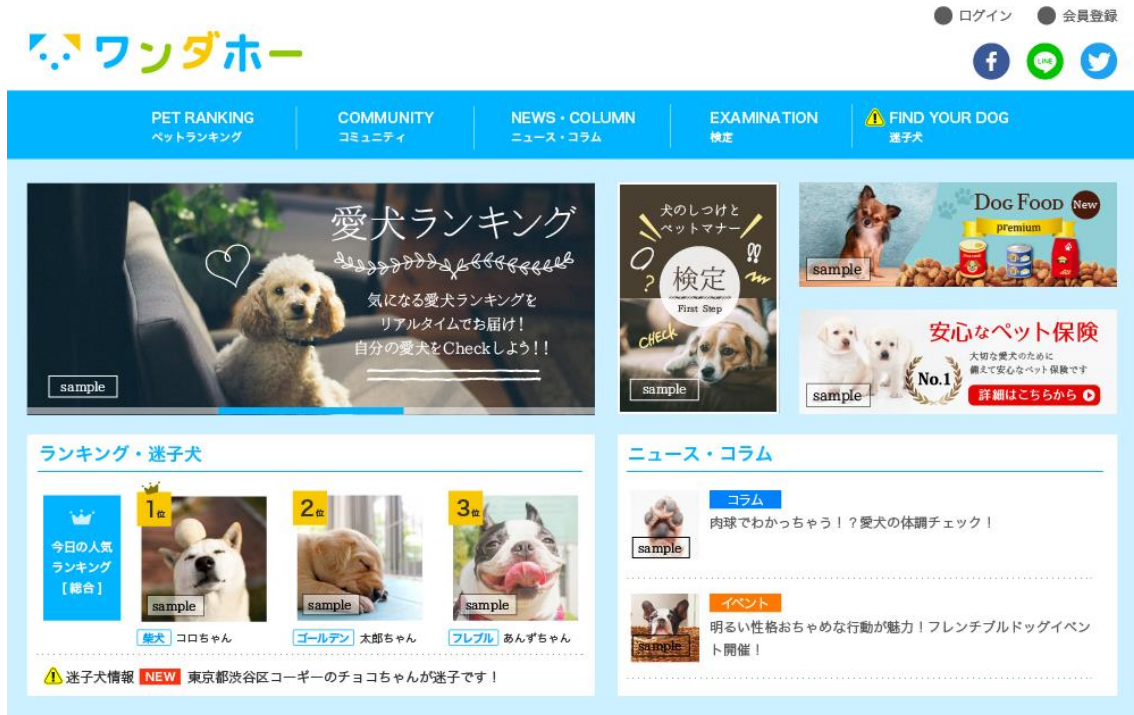 ログイン
会員登録
ワンダホー
f
LINE
PET RANKING
ペットランキング
COMMUNITY
コミュニティ
NEWS・COLUMN
ニュース・コラム
EXAMINATION
検定
FIND YOUR DOG
迷子犬
愛犬ランキング
気になる愛犬ランキングを
リアルタイムでお届け!
自分の愛犬をCheckしよう!!
sample
犬のしつけと
ペットマナー
検定
First Step
CHECK
sample
DOG FOOD New
premium
sample
安心なペット保険
大切な愛犬のために
備えて安心なペット保険です
No.1
詳細はこちらから
sample
ランキング・迷子犬
今日の人気
ランキング
[総合]
1位
sample
柴犬 コロちゃん
2位
sample
ゴールデン 太郎ちゃん
3位
sample
フレブル あんずちゃん
迷子犬情報 NEW 東京都渋谷区コーギーのチョコちゃんが迷子です!
ニュース・コラム
コラム
肉球でわかっちゃう!?愛犬の体調チェック!
sample
イベント
明るい性格おちゃめな行動が魅力!フレンチブルドッグイベン
ト開催!
sample